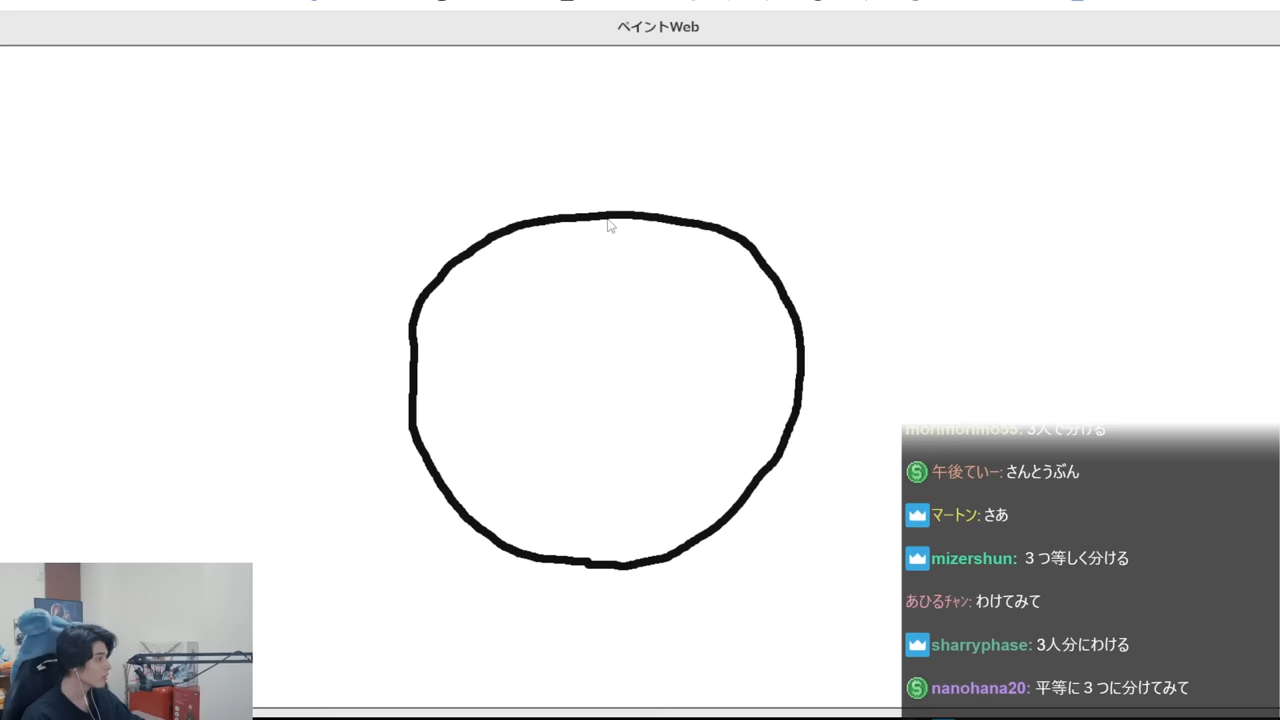 ペイントWeb
morimorimo55: 3人で分ける
午後てぃー: さんとうぶん
マートン: さあ
mizershun: 3つ等しく分ける
あひるチャン: わけてみて
sharryphase: 3人分にわける
nanohana20: 平等に3つに分けてみて